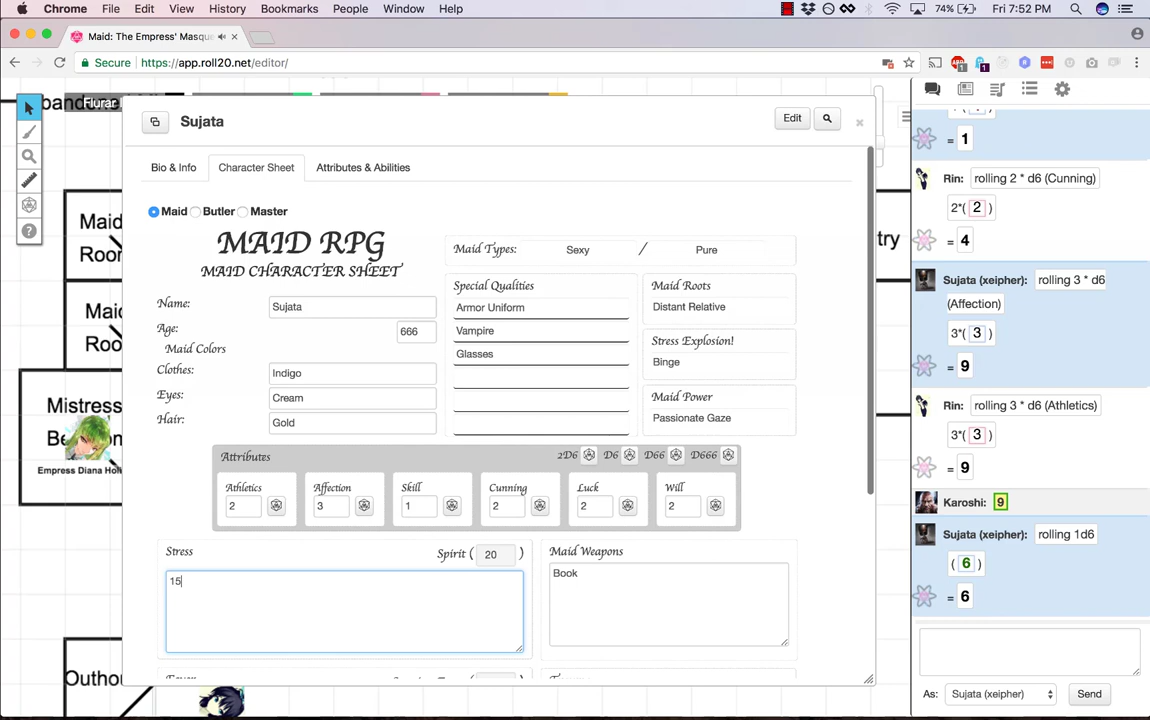 Chrome File Edit View History Bookmarks People Window Help 74% Fri 7:52 PM
Maid: The Empress' Masque
Secure https://app.roll20.net/editor/
Sujata
Edit
Bio & Info Character Sheet Attributes & Abilities
Maid Butler Master
MAID RPG
MAID CHARACTER SHEET
Name: Sujata
Age: 666
Maid Colors
Clothes: Indigo
Eyes: Cream
Hair: Gold
Maid Types: Sexy / Pure
Special Qualities
Armor Uniform
Vampire
Glasses
Maid Roots
Distant Relative
Stress Explosion!
Binge
Maid Power
Passionate Gaze
Attributes 2D6 D6 D66 D666
Athletics Affection Skill Cunning Luck Will
2 3 1 2 2 2
Stress Spirit ( 20 )
15
Maid Weapons
Book
Maid
Room
Mai
Roo
Mistress
Be
Empress Diana
Outho
try
= 1
Rin: rolling 2 * d6 (Cunning)
2*( 2 )
= 4
Sujata (xeipher): rolling 3 * d6
(Affection)
3*( 3 )
= 9
Rin: rolling 3 * d6 (Athletics)
3*( 3 )
= 9
Karoshi: 9
Sujata (xeipher): rolling 1d6
( 6 )
= 6
As: Sujata (xeipher) Send